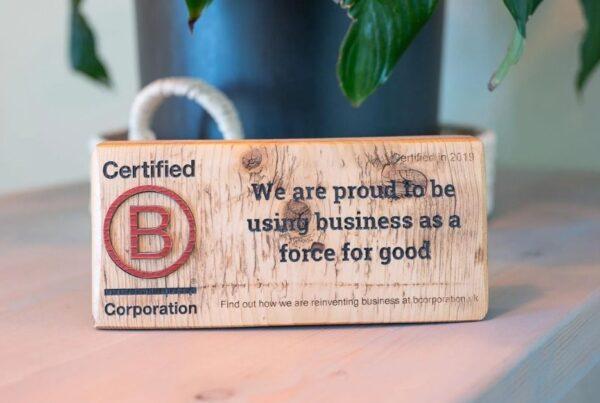 Certified
B
Corporation
Certified in 2019
We are proud to be
using business as a
force for good
Find out how we are reinventing business at bcorporation.uk